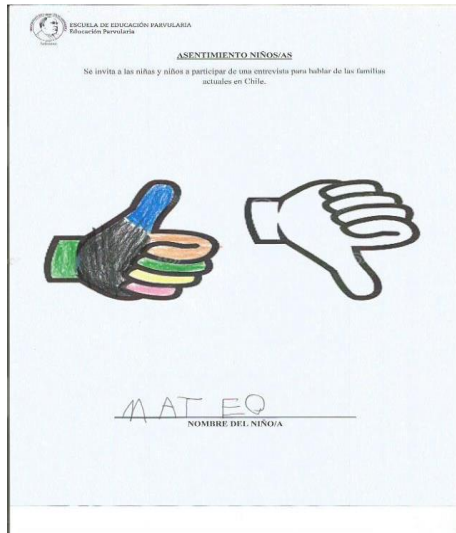 ESCUELA DE EDUCACIÓN PARVULARIA
Educación Parvularia
ASENTIMIENTO NIÑOS/AS
Se invita a las niñas y niños a participar de una entrevista para hablar de las familias
actuales en Chile.
MATEO
NOMBRE DEL NIÑO/A